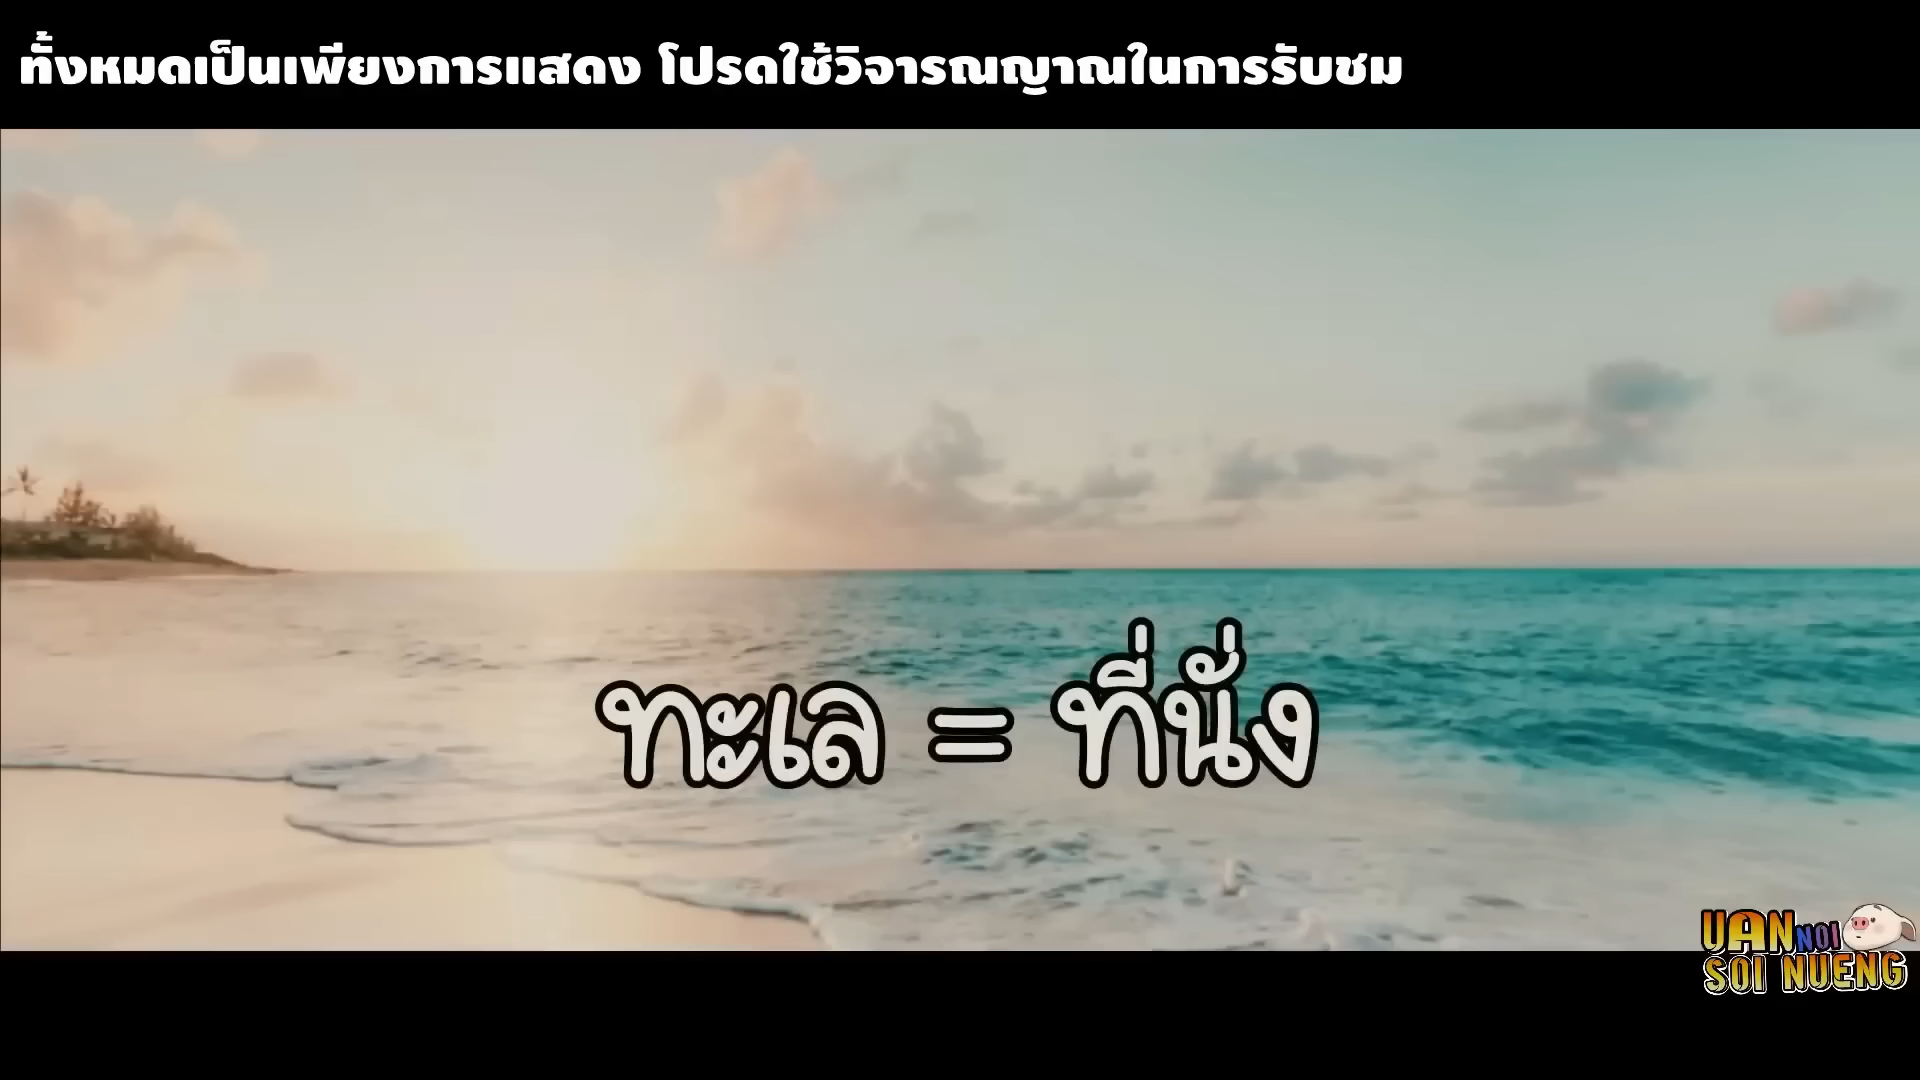 ทั้งหมดเป็นเพียงการแสดง โปรดใช้วิจารณญาณในการรับชม
ทะเล = ที่นั่ง
UAN NOI
SOI NUENG